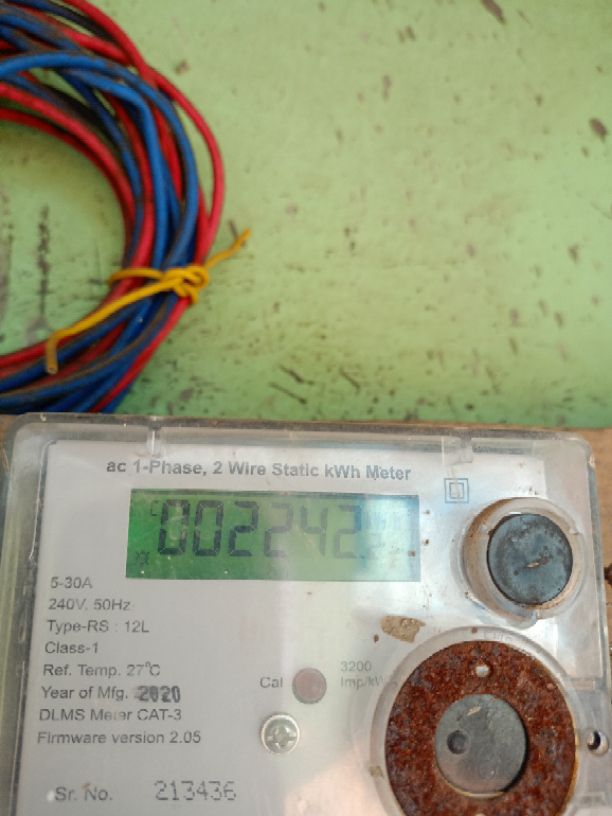 ac 1-Phase, 2 Wire Static kWh Meter
002242
5-30A
240V, 50Hz
Type-RS : 12L
Class-1
Ref. Temp. 27°C
Year of Mfg. 2020
DLMS Meter CAT-3
Firmware version 2.05
Sr. No. 213436
Cal
3200